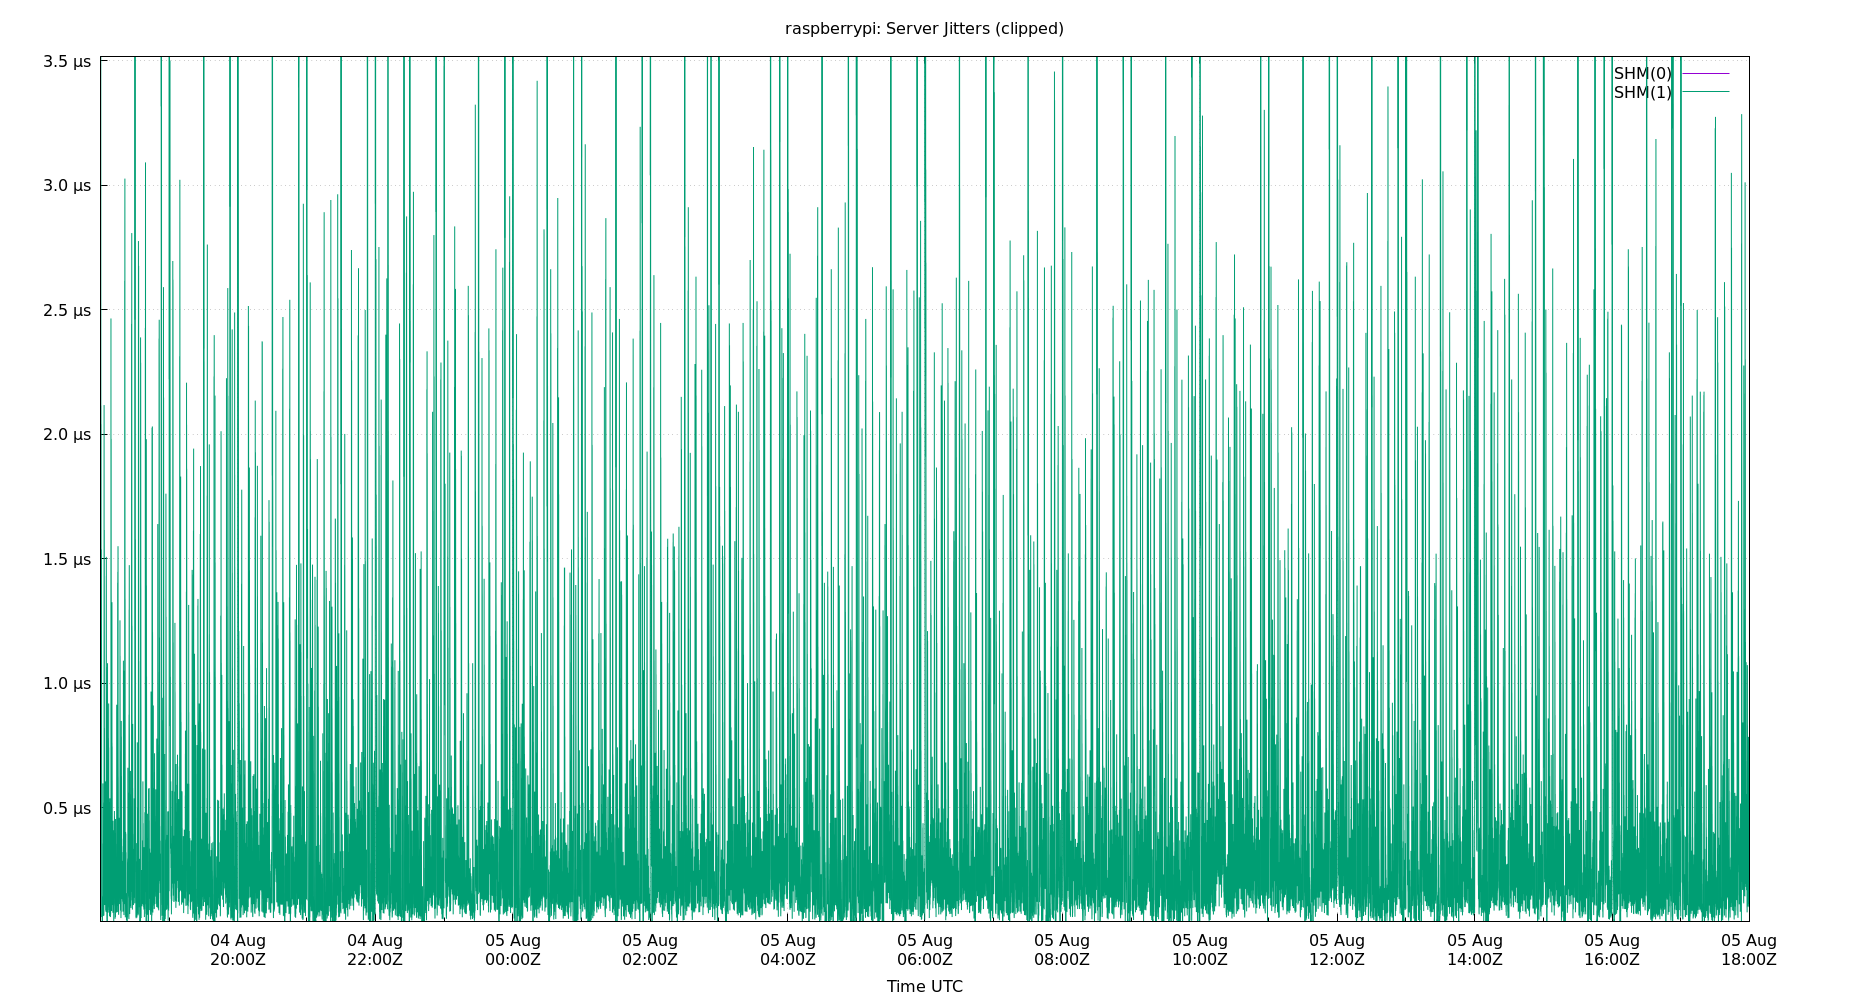 raspberrypi: Server Jitters (clipped)
3.5 µs
3.0 µs
2.5 µs
2.0 µs
1.5 µs
1.0 µs
0.5 µs
SHM(0)
SHM(1)
04 Aug 04 Aug 05 Aug 05 Aug 05 Aug 05 Aug 05 Aug 05 Aug 05 Aug 05 Aug 05 Aug 05 Aug
20:00Z 22:00Z 00:00Z 02:00Z 04:00Z 06:00Z 08:00Z 10:00Z 12:00Z 14:00Z 16:00Z 18:00Z
Time UTC